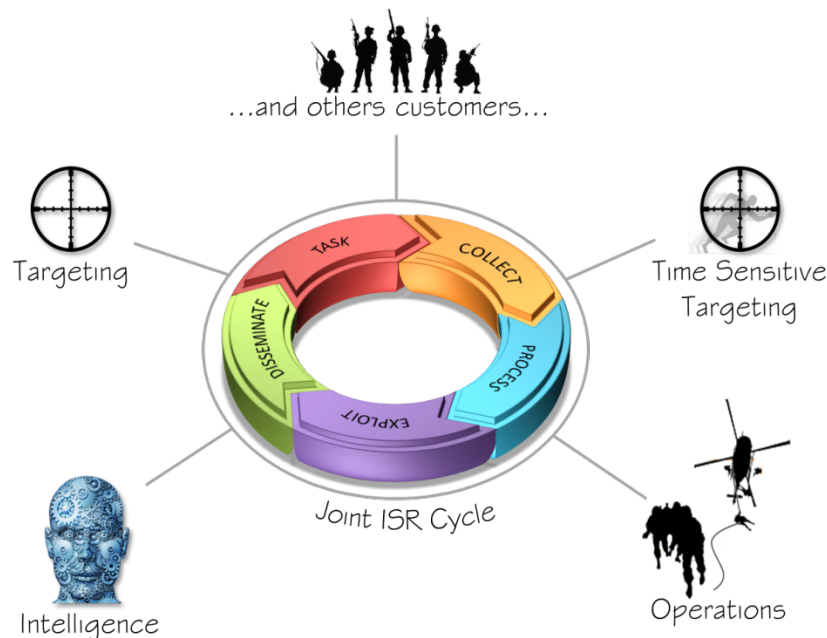 ...and others customers...
Targeting
Time Sensitive
Targeting
TASK
COLLECT
PROCESS
EXPLOIT
DISSEMINATE
Joint ISR Cycle
Intelligence
Operations